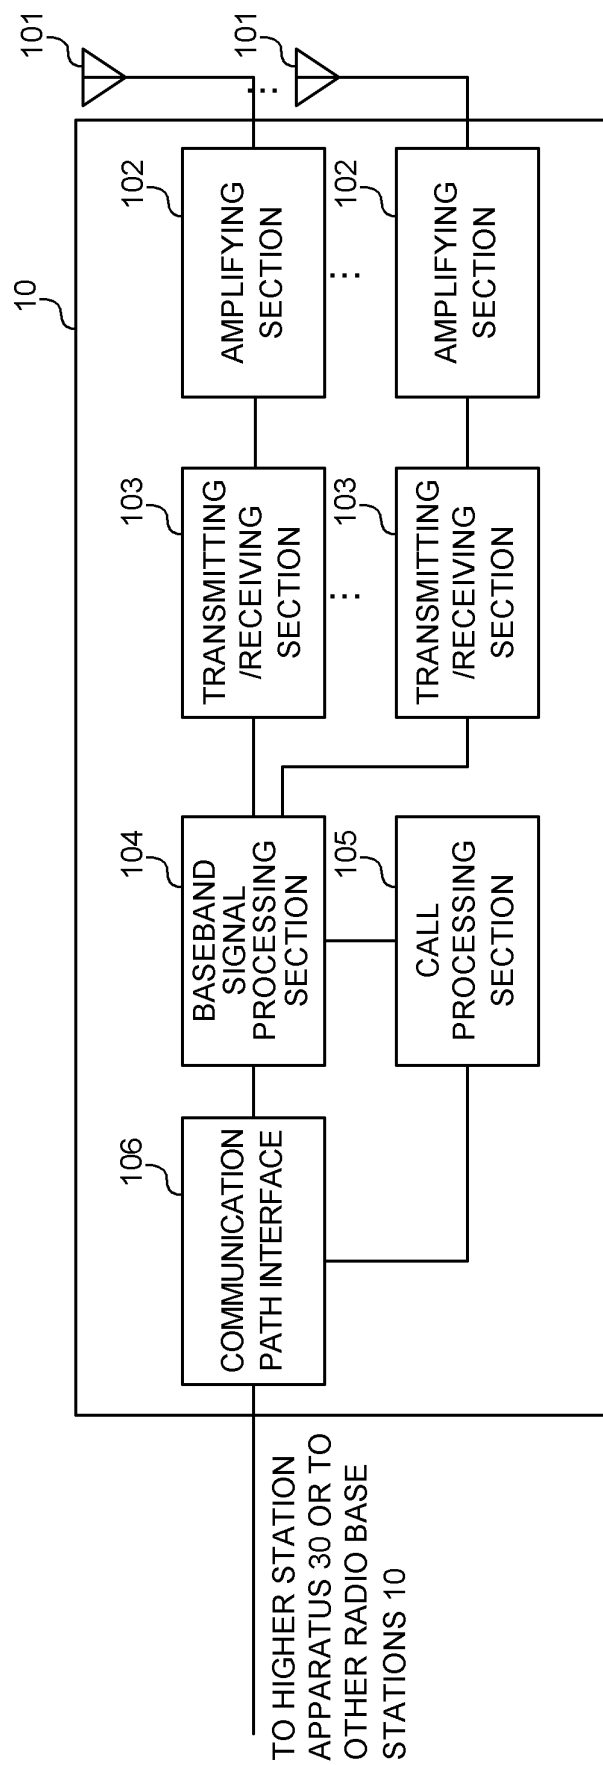 10
101
101
102
AMPLIFYING
SECTION
...
102
AMPLIFYING
SECTION
103
TRANSMITTING
/RECEIVING
SECTION
...
103
TRANSMITTING
/RECEIVING
SECTION
104
BASEBAND
SIGNAL
PROCESSING
SECTION
105
CALL
PROCESSING
SECTION
106
COMMUNICATION
PATH INTERFACE
TO HIGHER STATION
APPARATUS 30 OR TO
OTHER RADIO BASE
STATIONS 10